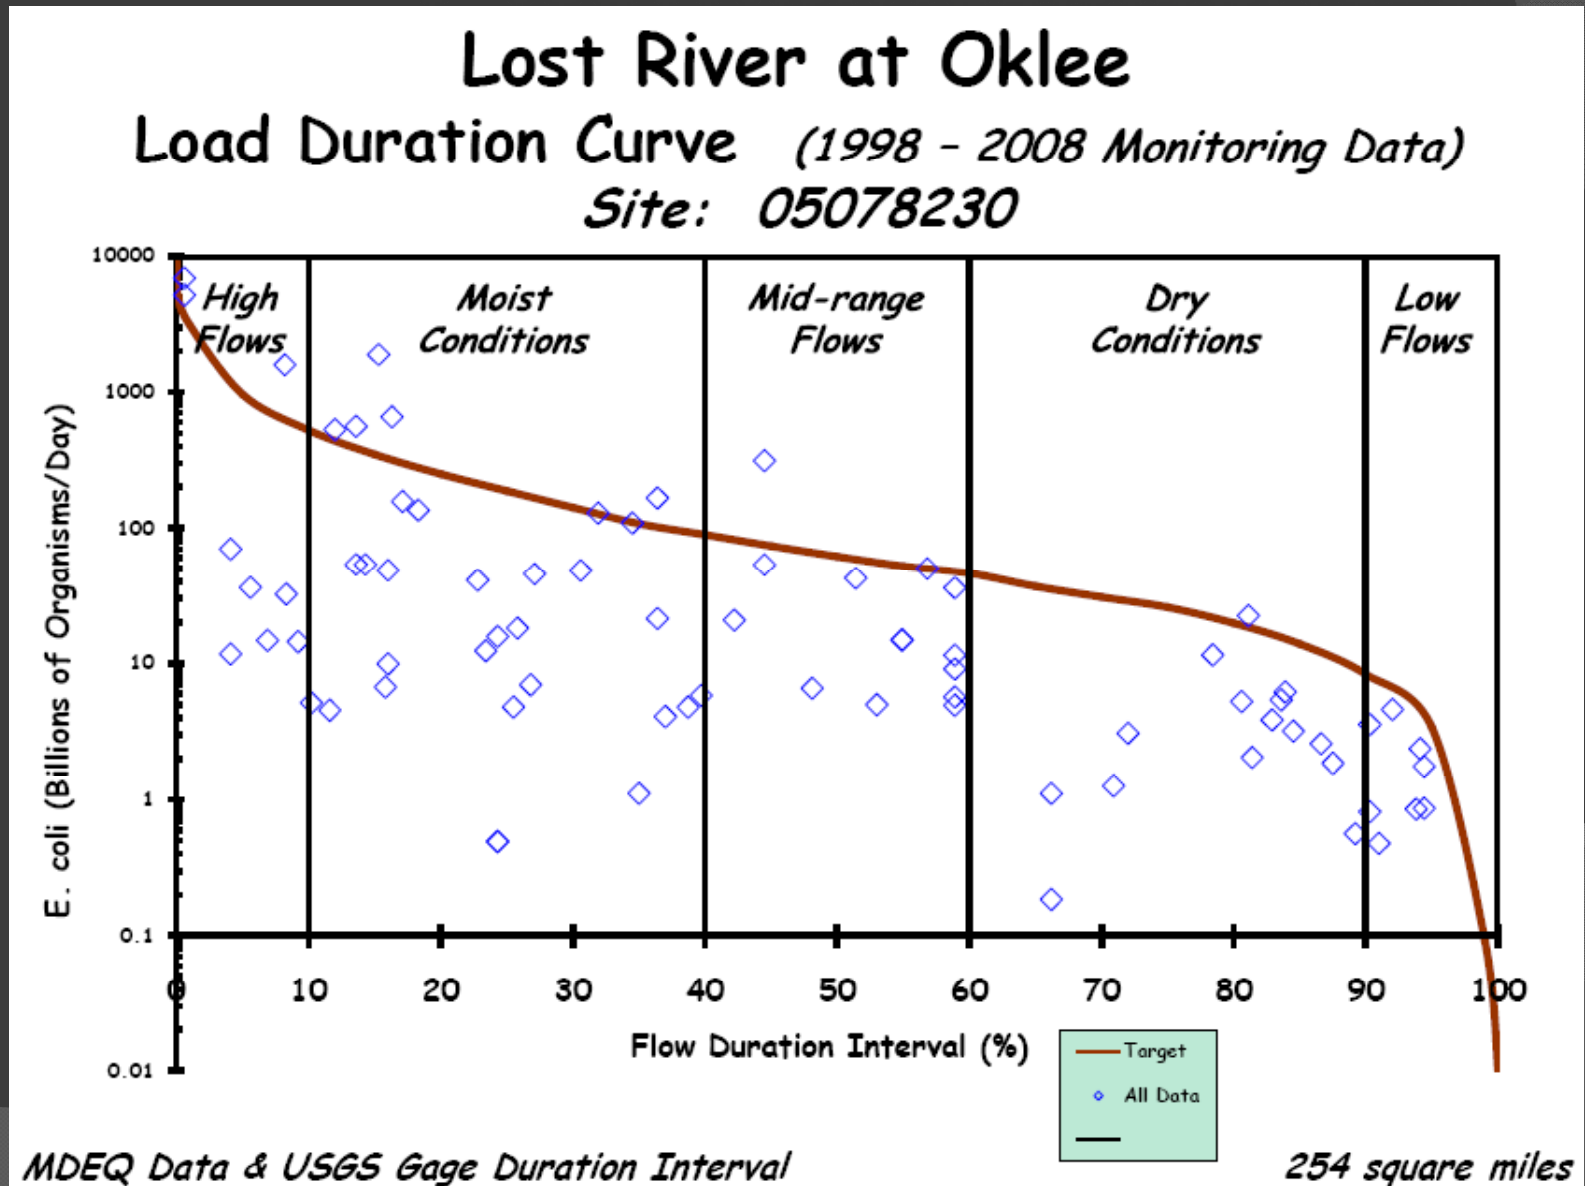 Lost River at Oklee
Load Duration Curve (1998 - 2008 Monitoring Data)
Site: 05078230
10000
1000
100
10
1
0.1
0.01
E. coli (Billions of Organisms/Day)
High
Flows
Moist
Conditions
Mid-range
Flows
Dry
Conditions
Low
Flows
0 10 20 30 40 50 60 70 80 90 100
Flow Duration Interval (%)
Target
All Data
MDEQ Data & USGS Gage Duration Interval
254 square miles